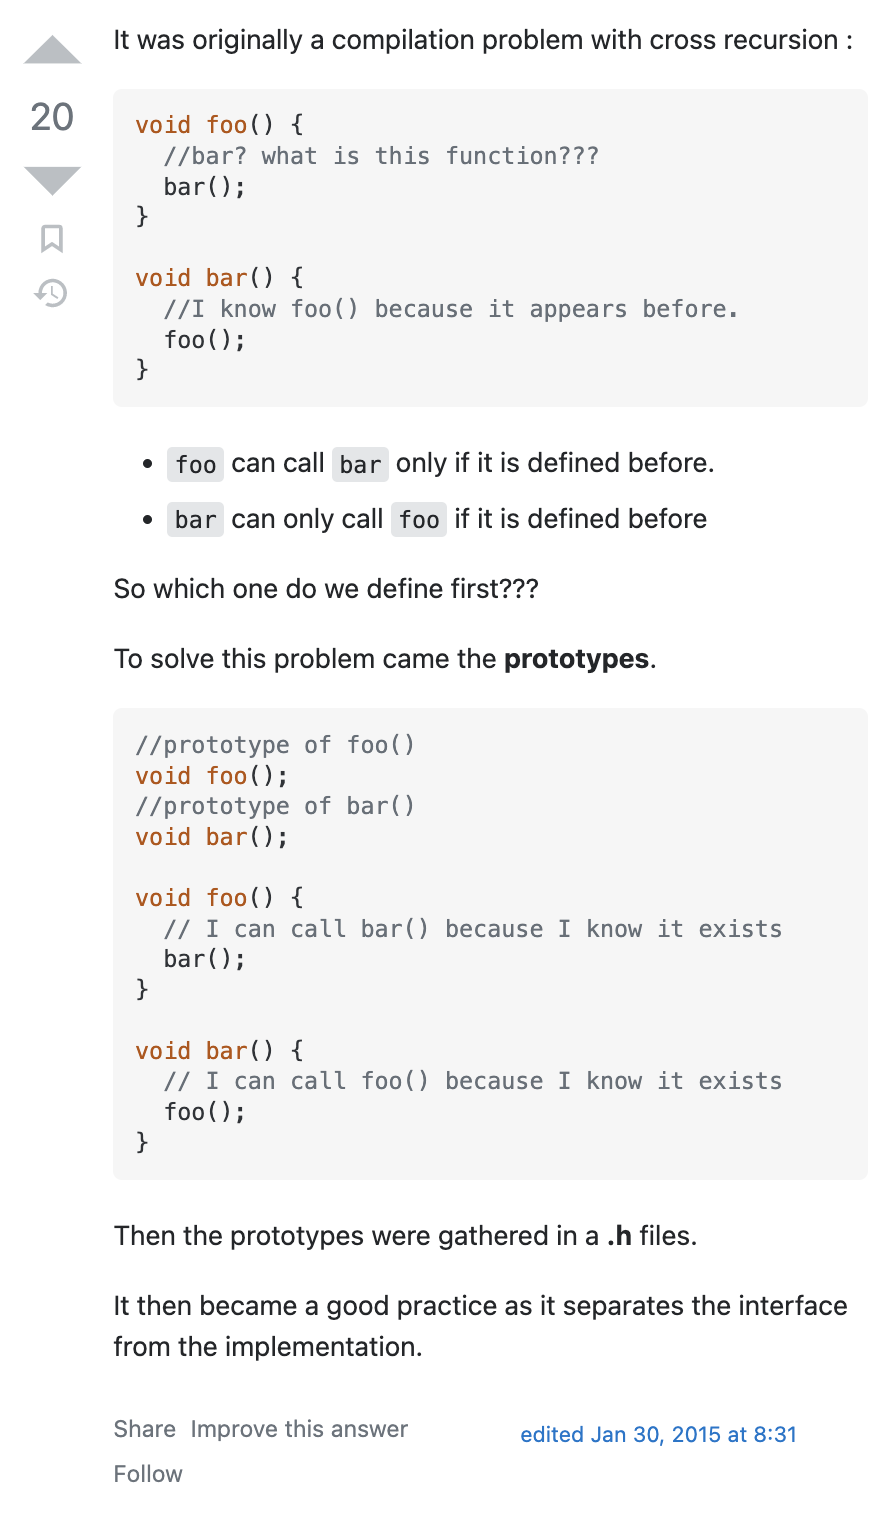 It was originally a compilation problem with cross recursion :
20
void foo() {
  //bar? what is this function???
  bar();
}

void bar() {
  //I know foo() because it appears before.
  foo();
}
• foo can call bar only if it is defined before.
• bar can only call foo if it is defined before
So which one do we define first???
To solve this problem came the prototypes.
//prototype of foo()
void foo();
//prototype of bar()
void bar();

void foo() {
  // I can call bar() because I know it exists
  bar();
}

void bar() {
  // I can call foo() because I know it exists
  foo();
}
Then the prototypes were gathered in a .h files.
It then became a good practice as it separates the interface
from the implementation.
Share Improve this answer
edited Jan 30, 2015 at 8:31
Follow